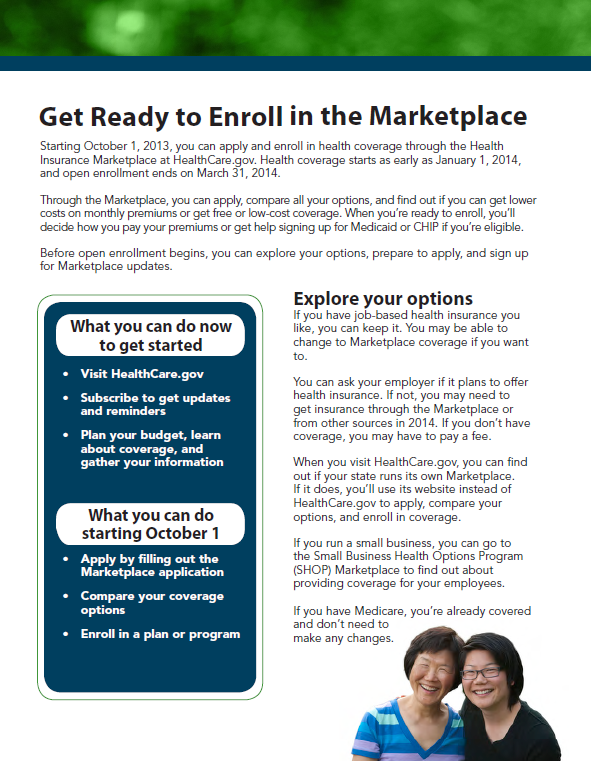 Get Ready to Enroll in the Marketplace
Starting October 1, 2013, you can apply and enroll in health coverage through the Health
Insurance Marketplace at HealthCare.gov. Health coverage starts as early as January 1, 2014,
and open enrollment ends on March 31, 2014.
Through the Marketplace, you can apply, compare all your options, and find out if you can get lower
costs on monthly premiums or get free or low-cost coverage. When you're ready to enroll, you'll
decide how you pay your premiums or get help signing up for Medicaid or CHIP if you're eligible.
Before open enrollment begins, you can explore your options, prepare to apply, and sign up
for Marketplace updates.
What you can do now
to get started
• Visit HealthCare.gov
• Subscribe to get updates
and reminders
• Plan your budget, learn
about coverage, and
gather your information
What you can do
starting October 1
• Apply by filling out the
Marketplace application
• Compare your coverage
options
• Enroll in a plan or program
Explore your options
If you have job-based health insurance you
like, you can keep it. You may be able to
change to Marketplace coverage if you want
to.
You can ask your employer if it plans to offer
health insurance. If not, you may need to
get insurance through the Marketplace or
from other sources in 2014. If you don't have
coverage, you may have to pay a fee.
When you visit HealthCare.gov, you can find
out if your state runs its own Marketplace.
If it does, you'll use its website instead of
HealthCare.gov to apply, compare your
options, and enroll in coverage.
If you run a small business, you can go to
the Small Business Health Options Program
(SHOP) Marketplace to find out about
providing coverage for your employees.
If you have Medicare, you're already covered
and don't need to
make any changes.